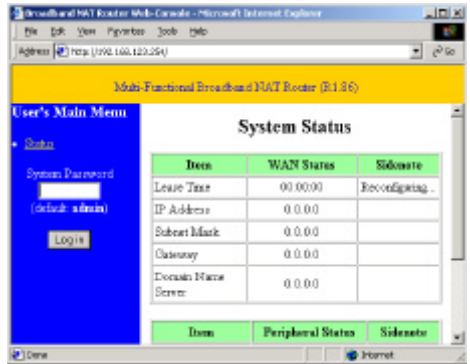 Broadband NAT Router Web-Console - Microsoft Internet Explorer
File Edit View Favorites Tools Help
Address http://192.168.123.254/ Go
Multi-Functional Broadband NAT Router (R1.86)
User's Main Menu
Status
System Password
(default: admin)
Log in
System Status
Item WAN Status Sidenote
Lease Time 00:00:00 Reconfiguring...
IP Address 0.0.0.0
Subnet Mask 0.0.0.0
Gateway 0.0.0.0
Domain Name Server 0.0.0.0
Item Peripheral Status Sidenote
Done Internet